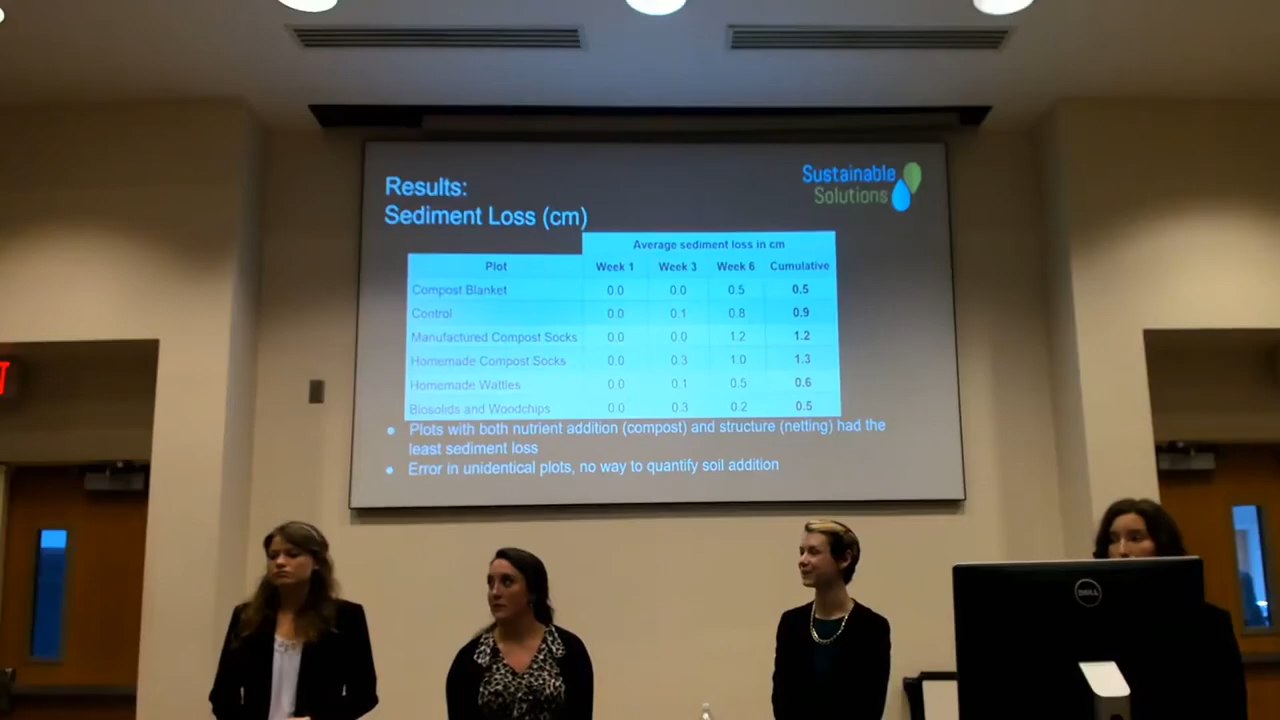 Sustainable
Solutions
Results:
Sediment Loss (cm)
Average sediment loss in cm
Plot Week 1 Week 3 Week 6 Cumulative
Compost Blanket 0.0 0.0 0.5 0.5
Control 0.0 0.1 0.8 0.9
Manufactured Compost Socks 0.0 0.0 1.2 1.2
Homemade Compost Socks 0.0 0.3 1.0 1.3
Homemade Wattles 0.0 0.1 0.5 0.6
Biosolids and Woodchips 0.0 0.3 0.2 0.5
● Plots with both nutrient addition (compost) and structure (netting) had the
least sediment loss
● Error in unidentical plots, no way to quantify soil addition
DELL